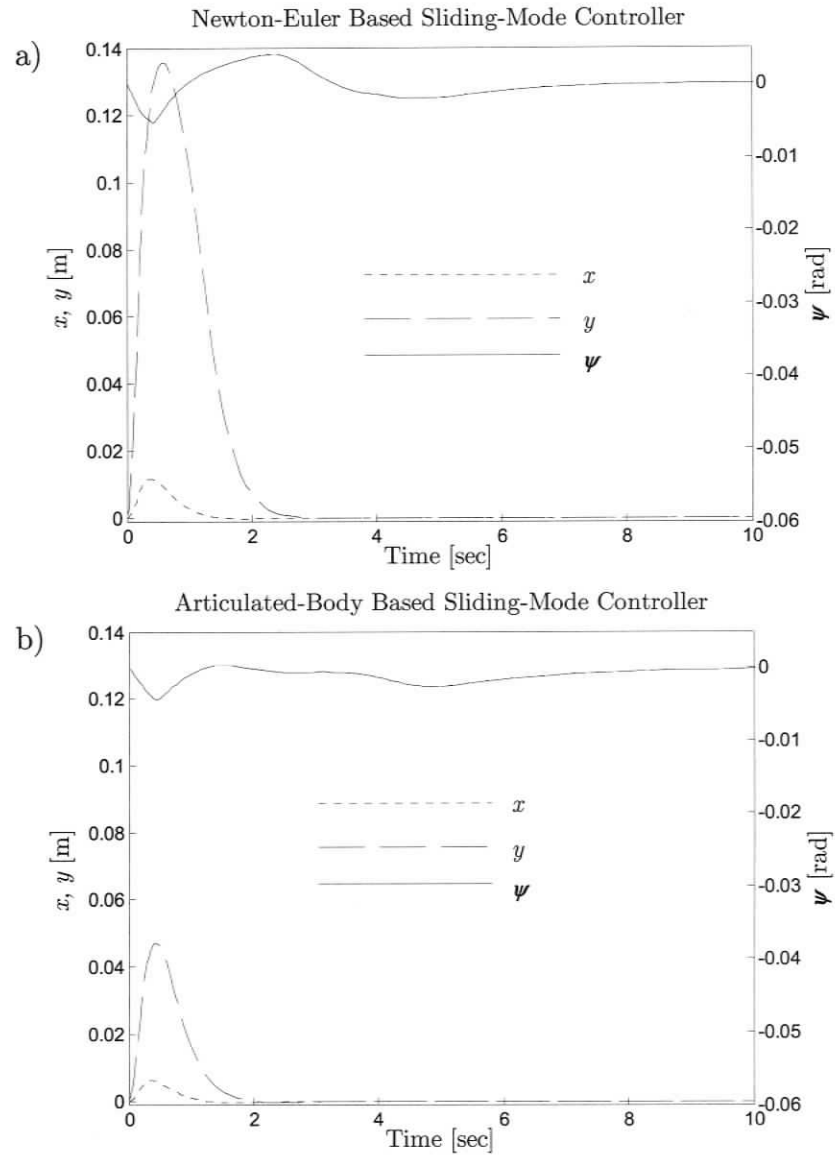 Newton-Euler Based Sliding-Mode Controller
a)
0.14
0.12
0.1
0.08
0.06
0.04
0.02
0
x, y [m]
0
-0.01
-0.02
-0.03
-0.04
-0.05
-0.06
ψ [rad]
x
y
ψ
0 2 4 6 8 10
Time [sec]
Articulated-Body Based Sliding-Mode Controller
b)
0.14
0.12
0.1
0.08
0.06
0.04
0.02
0
x, y [m]
0
-0.01
-0.02
-0.03
-0.04
-0.05
-0.06
ψ [rad]
x
y
ψ
0 2 4 6 8 10
Time [sec]